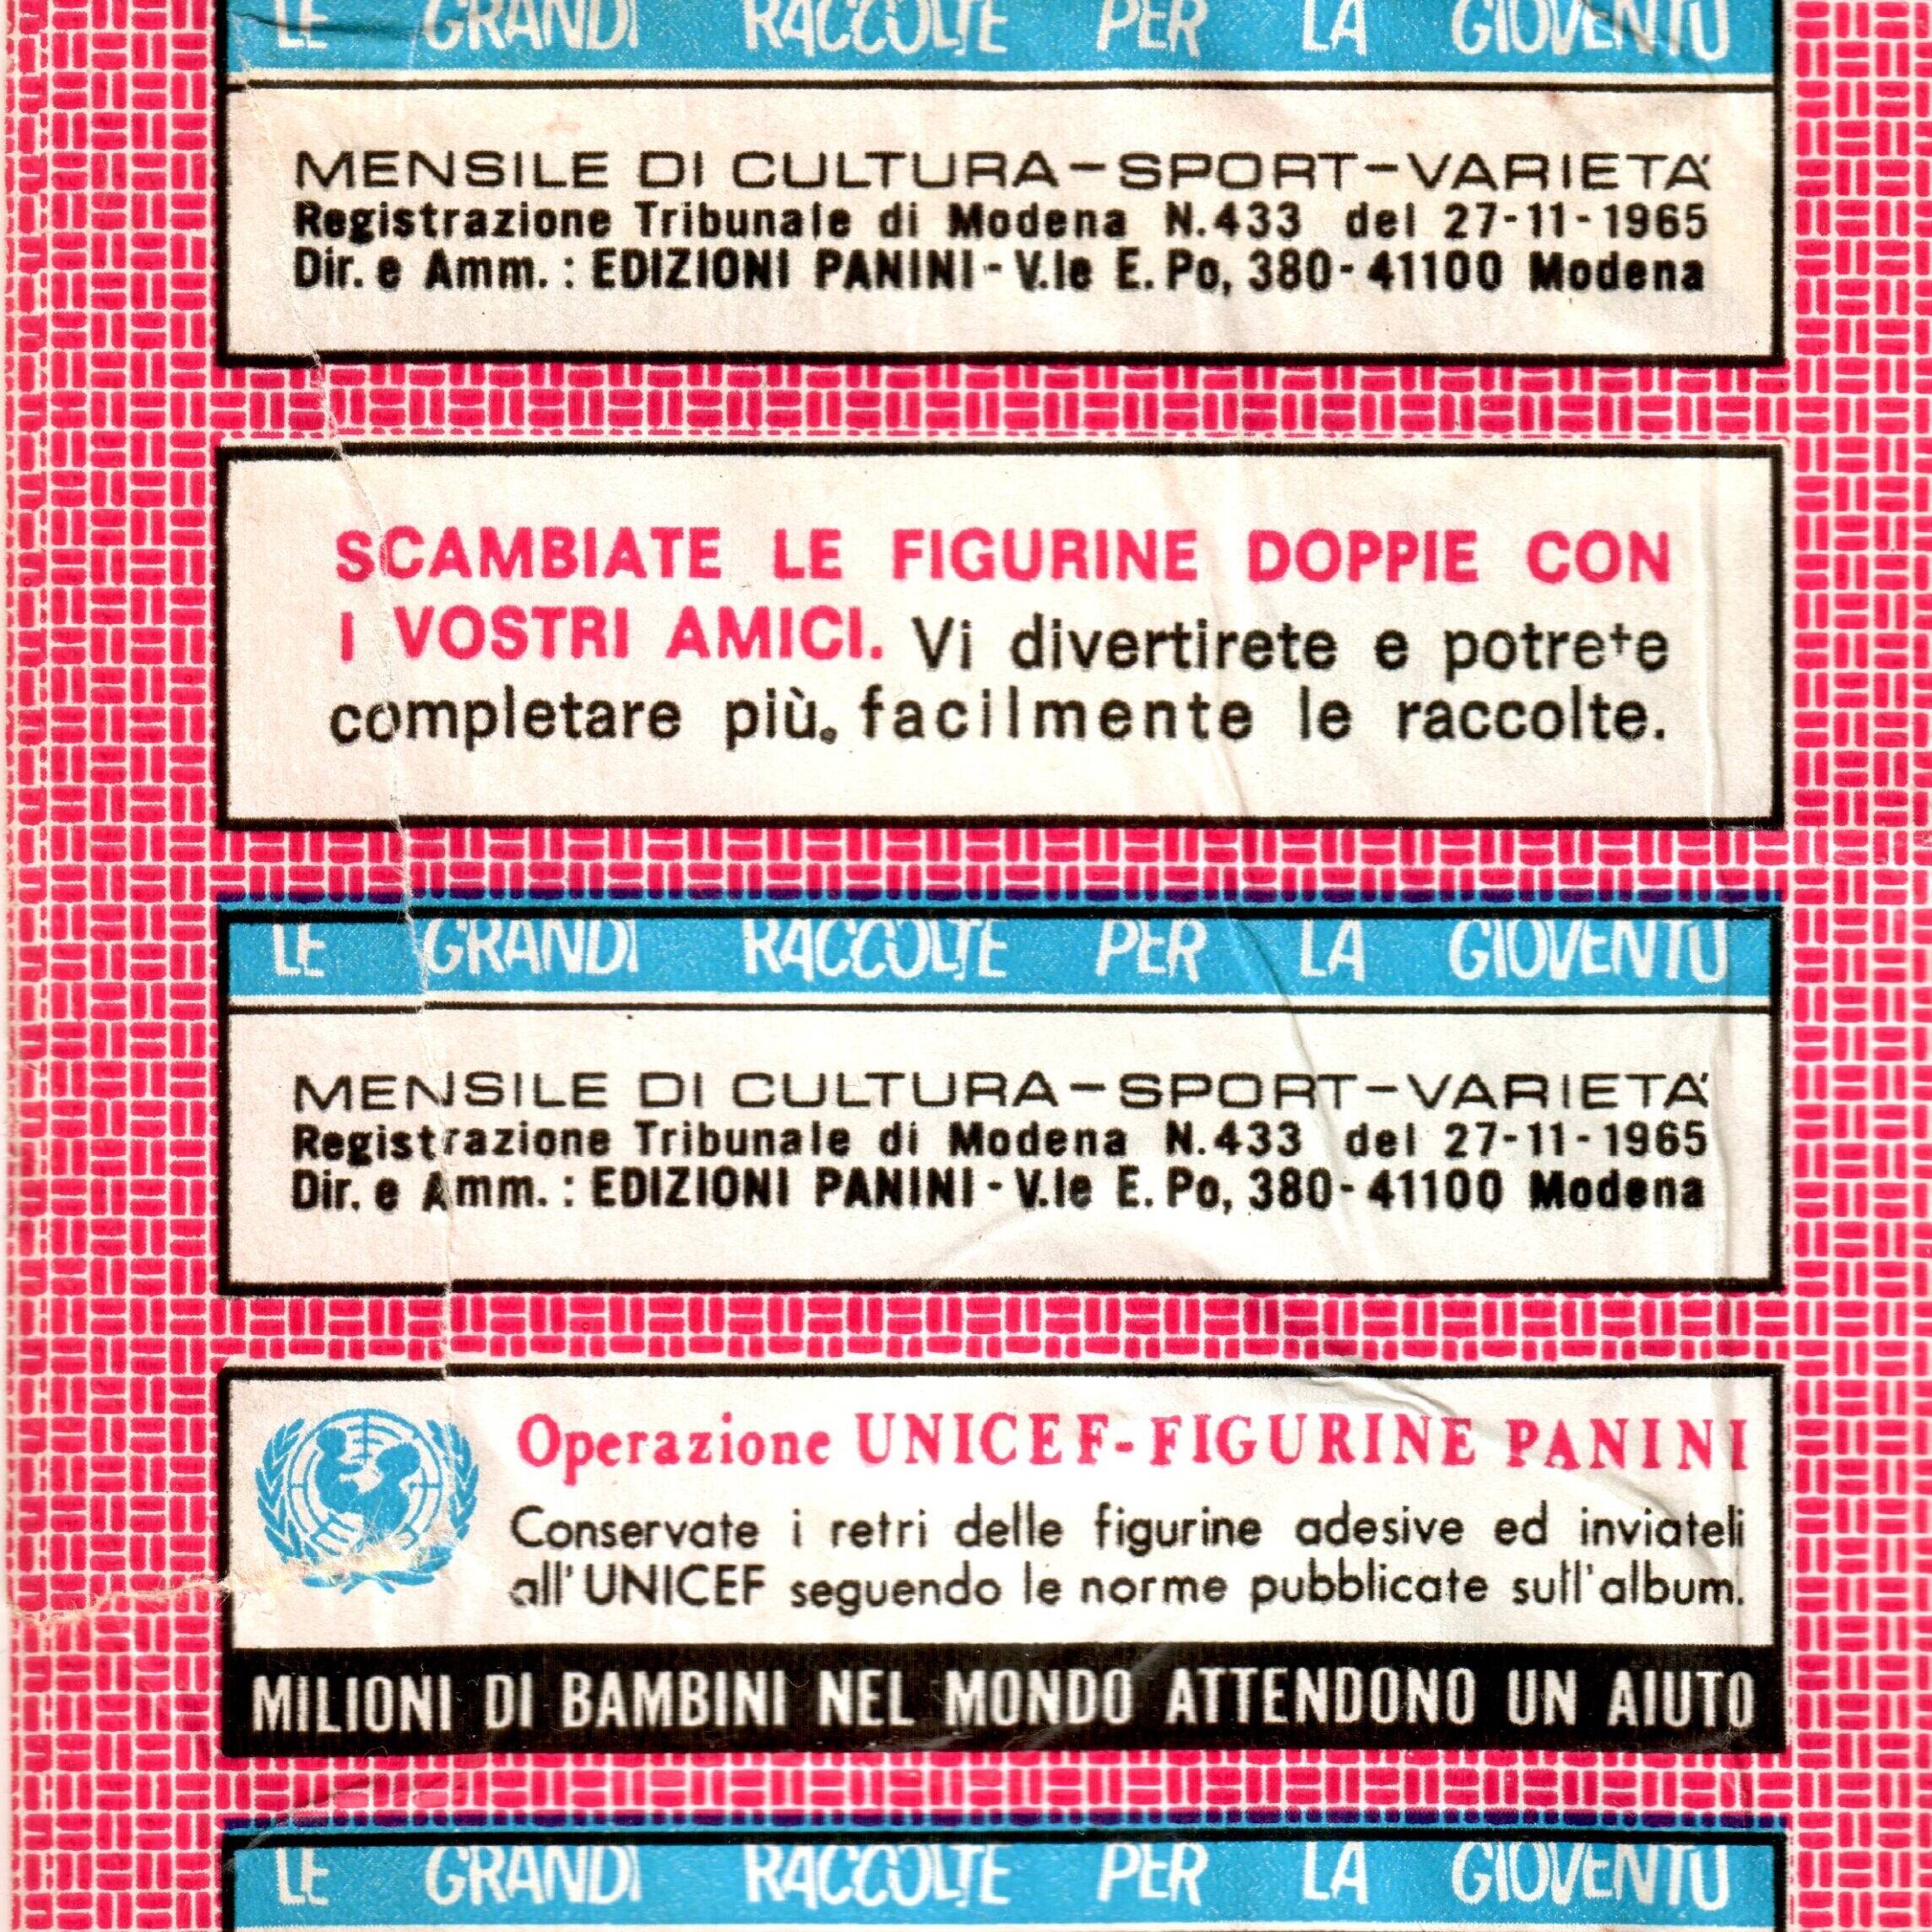 LE GRANDI RACCOLTE PER LA GIOVENTÙ
MENSILE DI CULTURA-SPORT-VARIETÀ
Registrazione Tribunale di Modena N.433 del 27-11-1965
Dir. e Amm.: EDIZIONI PANINI - V.le E. Po, 380-41100 Modena
SCAMBIATE LE FIGURINE DOPPIE CON
I VOSTRI AMICI. Vi divertirete e potrete
completare più. facilmente le raccolte.
LE GRANDI RACCOLTE PER LA GIOVENTÙ
MENSILE DI CULTURA-SPORT-VARIETÀ
Registrazione Tribunale di Modena N.433 del 27-11-1965
Dir. e Amm.: EDIZIONI PANINI - V.le E. Po, 380-41100 Modena
Operazione UNICEF-FIGURINE PANINI
Conservate i retri delle figurine adesive ed inviateli
all'UNICEF seguendo le norme pubblicate sull'album.
MILIONI DI BAMBINI NEL MONDO ATTENDONO UN AIUTO
LE GRANDI RACCOLTE PER LA GIOVENTÙ